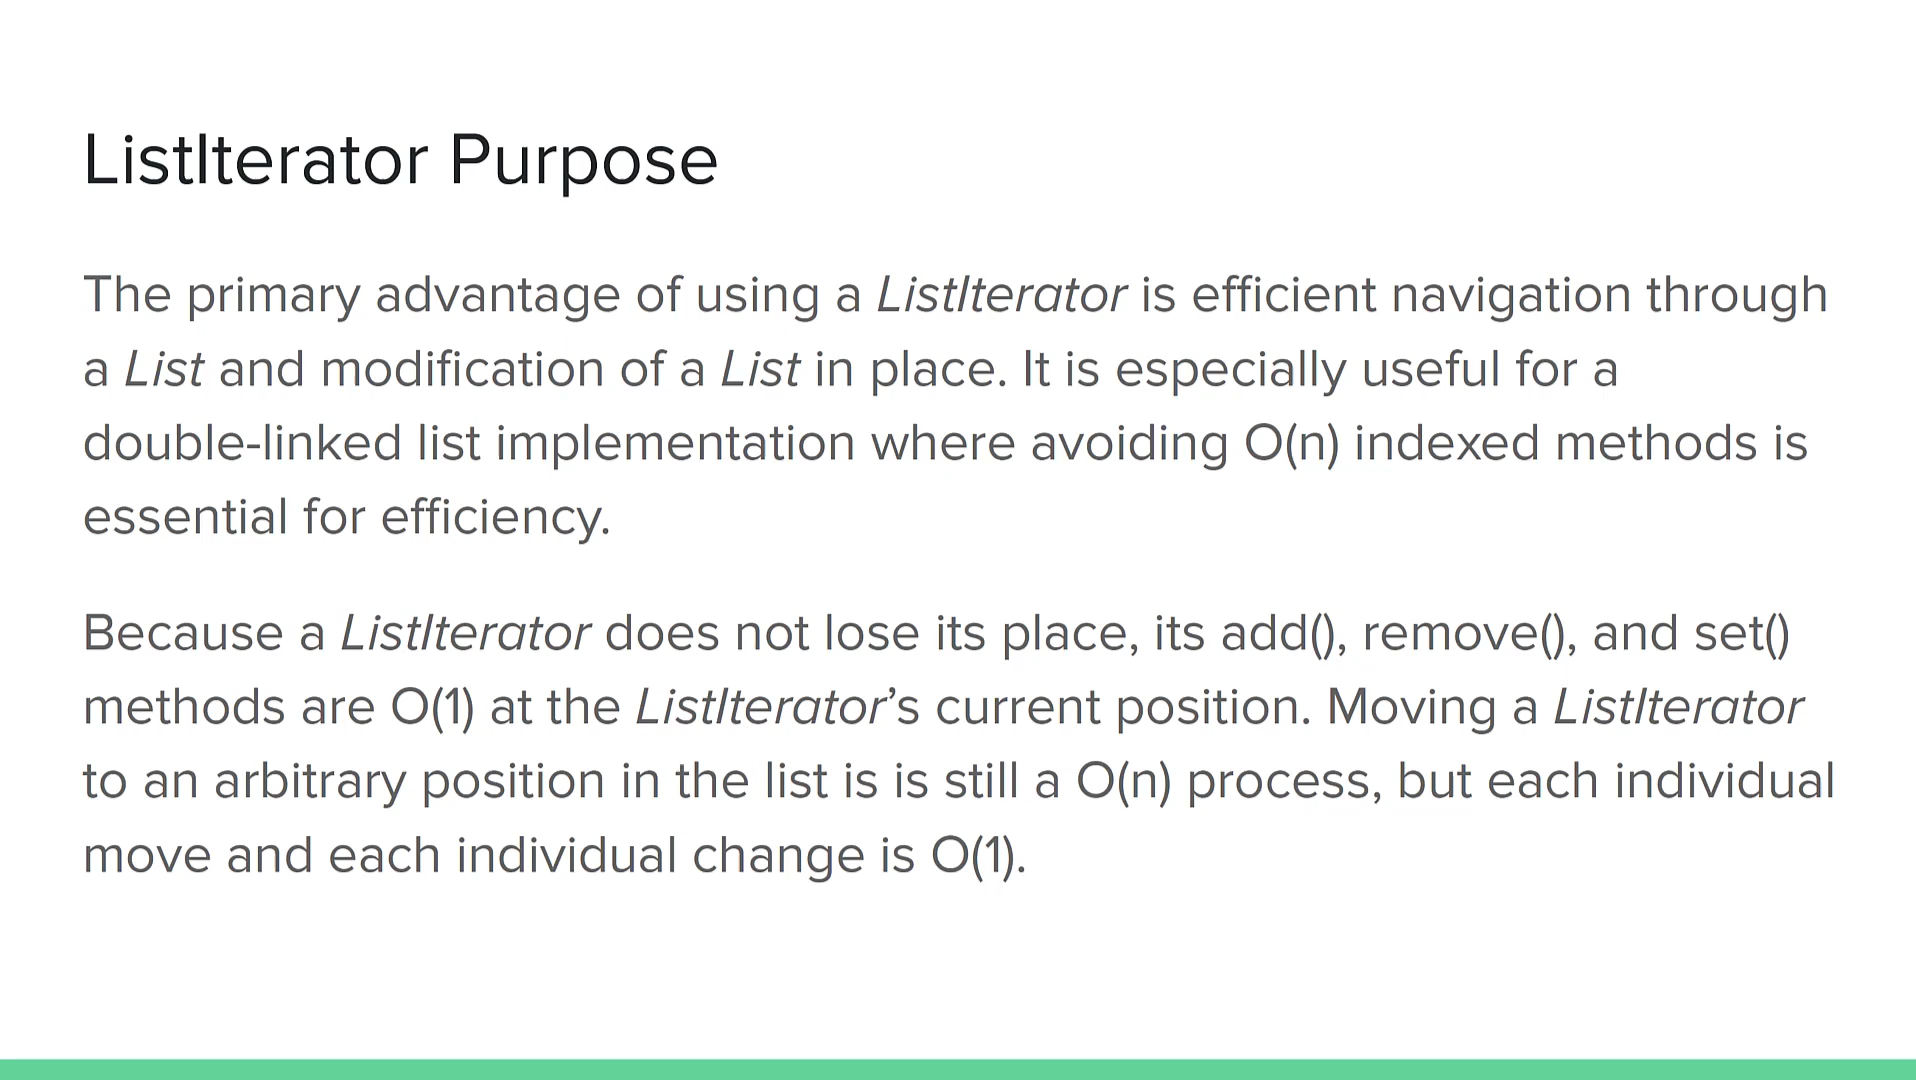 ListIterator Purpose
The primary advantage of using a ListIterator is efficient navigation through
a List and modification of a List in place. It is especially useful for a
double-linked list implementation where avoiding O(n) indexed methods is
essential for efficiency.
Because a ListIterator does not lose its place, its add(), remove(), and set()
methods are O(1) at the ListIterator’s current position. Moving a ListIterator
to an arbitrary position in the list is is still a O(n) process, but each individual
move and each individual change is O(1).